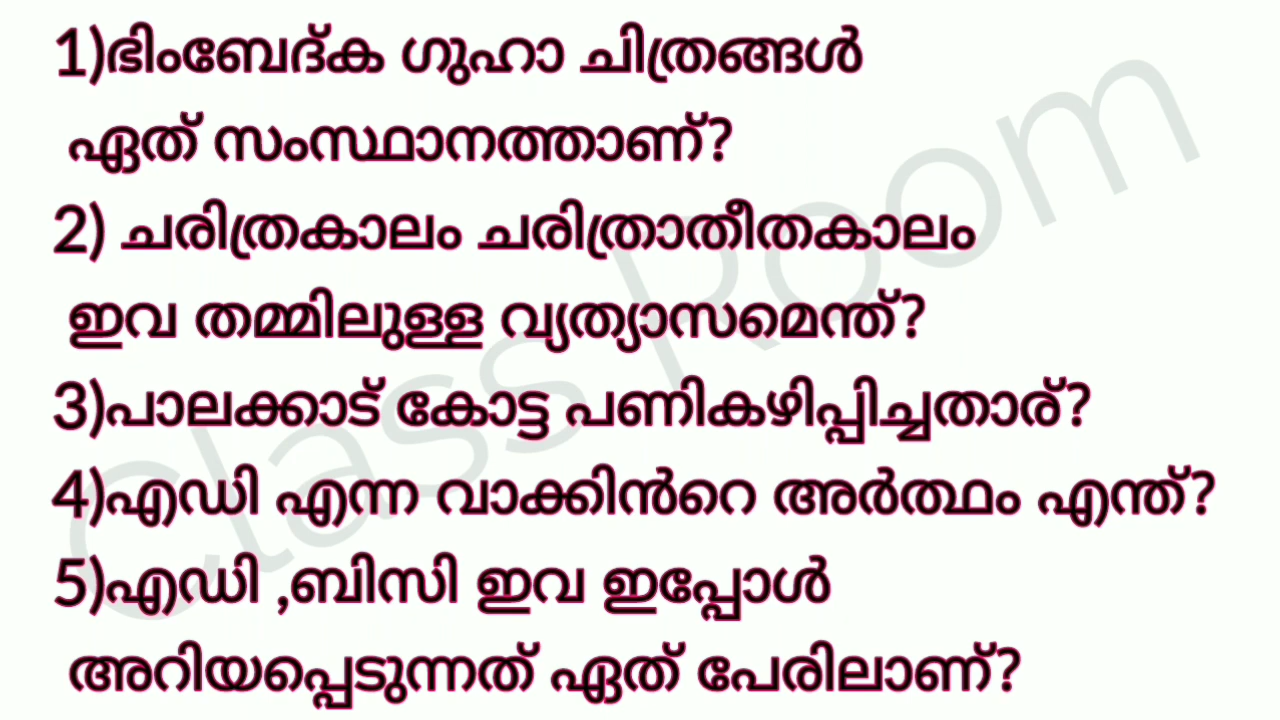 1)ഭിംബേദ്ക ഗുഹാ ചിത്രങ്ങൾ
ഏത് സംസ്ഥാനത്താണ്?
2) ചരിത്രകാലം ചരിത്രാതീതകാലം
ഇവ തമ്മിലുള്ള വ്യത്യാസമെന്ത്?
3)പാലക്കാട് കോട്ട പണികഴിപ്പിച്ചതാര്?
4)എഡി എന്ന വാക്കിൻറെ അർത്ഥം എന്ത്?
5)എഡി ,ബിസി ഇവ ഇപ്പോൾ
അറിയപ്പെടുന്നത് ഏത് പേരിലാണ്?
Class Room